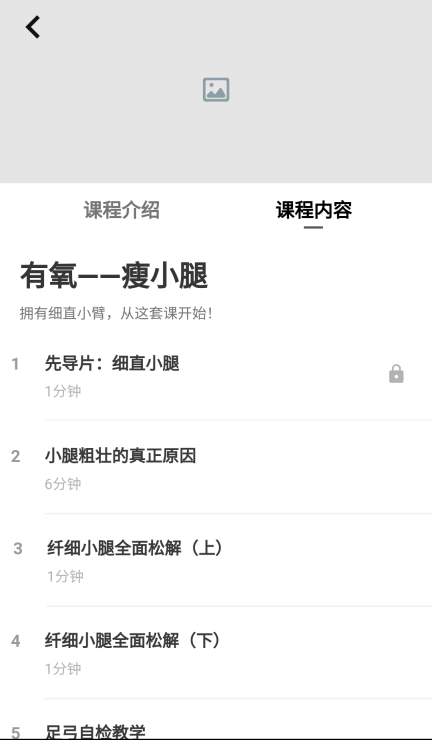 课程介绍 课程内容
有氧——瘦小腿
拥有细直小臂，从这套课开始！
1 先导片：细直小腿
1分钟
2 小腿粗壮的真正原因
6分钟
3 纤细小腿全面松解（上）
1分钟
4 纤细小腿全面松解（下）
1分钟
5 足弓自检教学